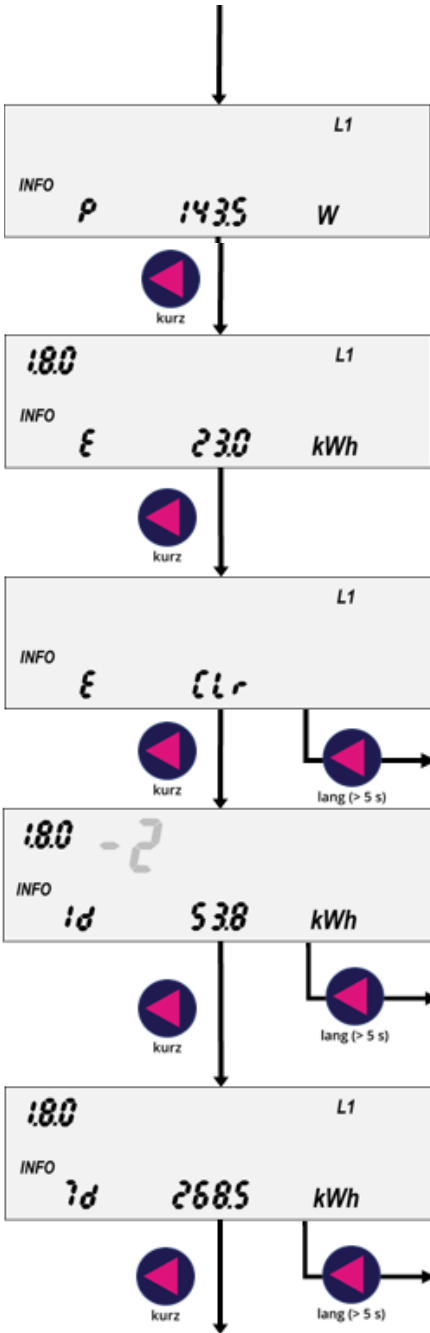 L1
INFO
P 143.5 W
kurz
1.8.0 L1
INFO
E 23.0 kWh
kurz
L1
INFO
E CLr
kurz
lang (> 5 s)
1.8.0 -2
INFO
1d 53.8 kWh
kurz
lang (> 5 s)
1.8.0 L1
INFO
7d 268.5 kWh
kurz
lang (> 5 s)